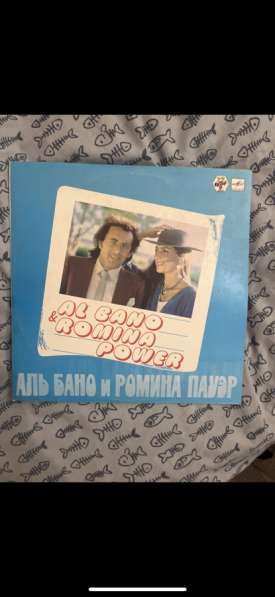 AL BANO
& ROMINA
POWER
АЛЬ БАНО и РОМИНА ПАУЭР